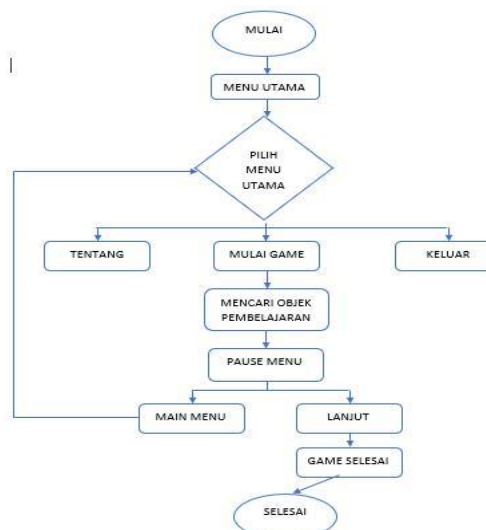 MULAI
MENU UTAMA
PILIH
MENU
UTAMA
TENTANG
MULAI GAME
KELUAR
MENCARI OBJEK
PEMBELAJARAN
PAUSE MENU
MAIN MENU
LANJUT
GAME SELESAI
SELESAI